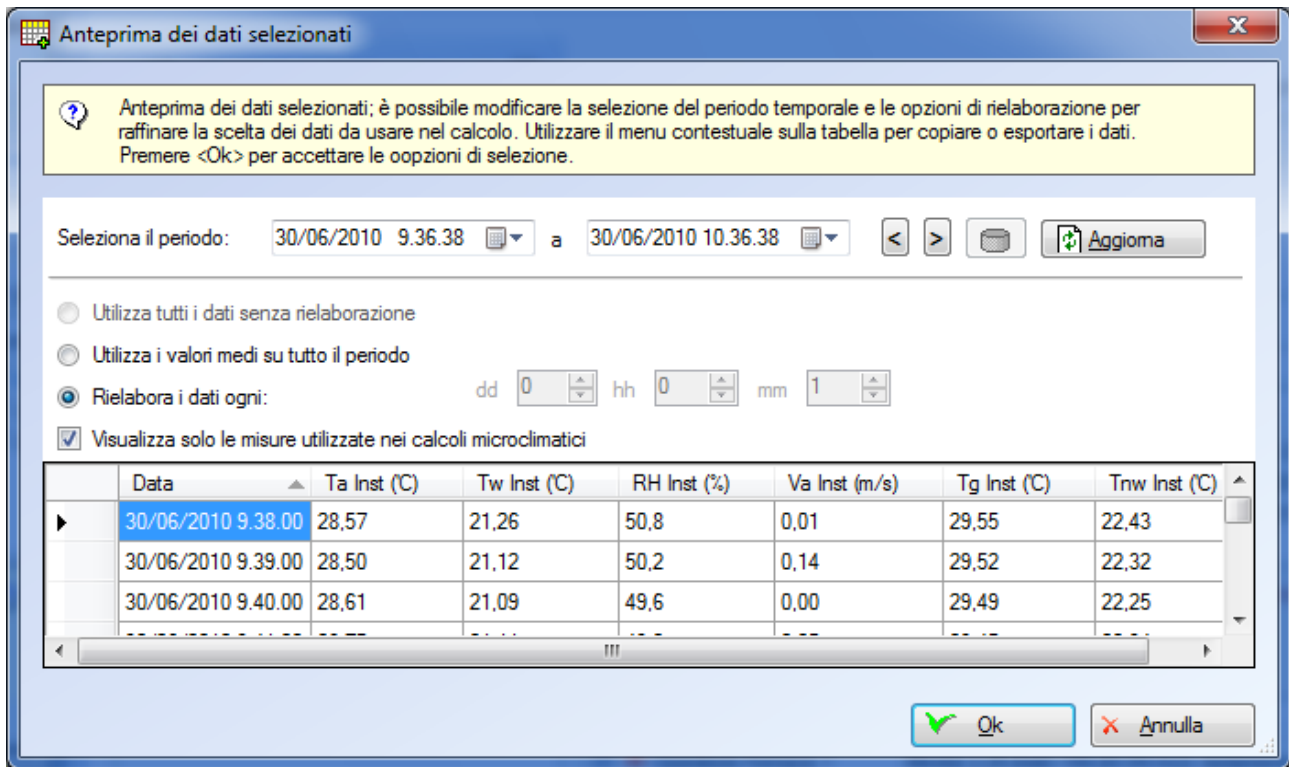 Anteprima dei dati selezionati
Anteprima dei dati selezionati; è possibile modificare la selezione del periodo temporale e le opzioni di rielaborazione per
raffinare la scelta dei dati da usare nel calcolo. Utilizzare il menu contestuale sulla tabella per copiare o esportare i dati.
Premere <Ok> per accettare le oopzioni di selezione.
Seleziona il periodo: 30/06/2010 9.36.38 a 30/06/2010 10.36.38 < > Aggiorna
Utilizza tutti i dati senza rielaborazione
Utilizza i valori medi su tutto il periodo
Rielabora i dati ogni: dd 0 hh 0 mm 1
Visualizza solo le misure utilizzate nei calcoli microclimatici
Data Ta Inst (°C) Tw Inst (°C) RH Inst (%) Va Inst (m/s) Tg Inst (°C) Tnw Inst (°C)
30/06/2010 9.38.00 28,57 21,26 50,8 0,01 29,55 22,43
30/06/2010 9.39.00 28,50 21,12 50,2 0,14 29,52 22,32
30/06/2010 9.40.00 28,61 21,09 49,6 0,00 29,49 22,25
Ok Annulla